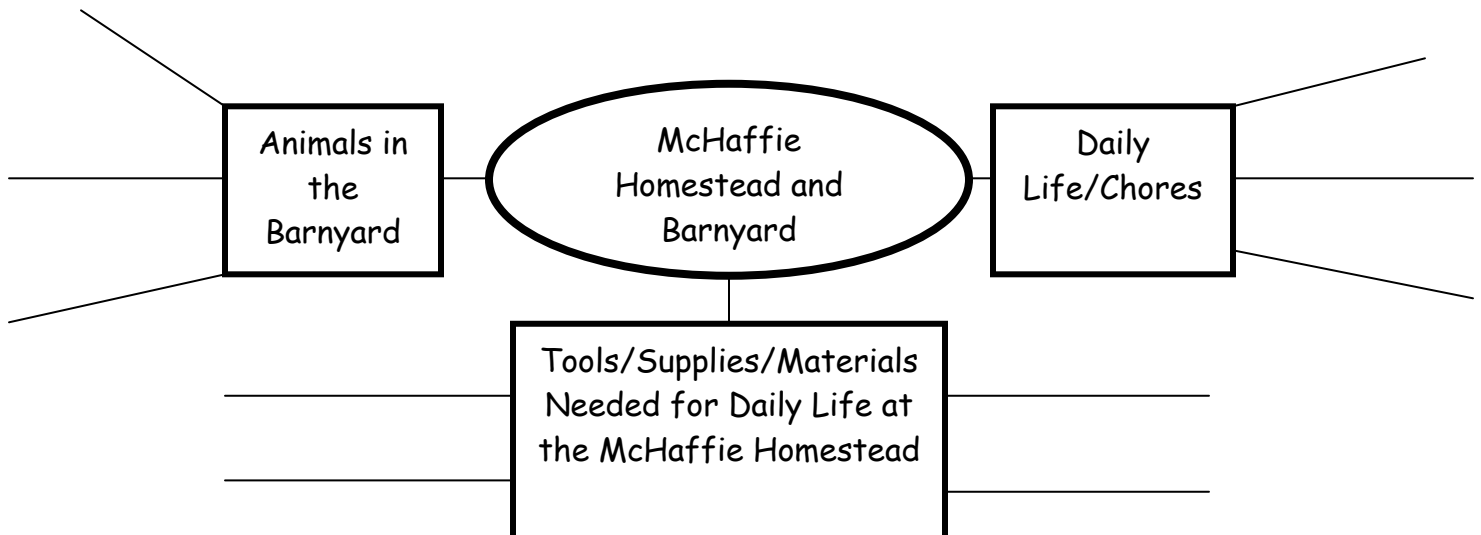 Animals in
the
Barnyard
McHaffie
Homestead and
Barnyard
Daily
Life/Chores
Tools/Supplies/Materials
Needed for Daily Life at
the McHaffie Homestead